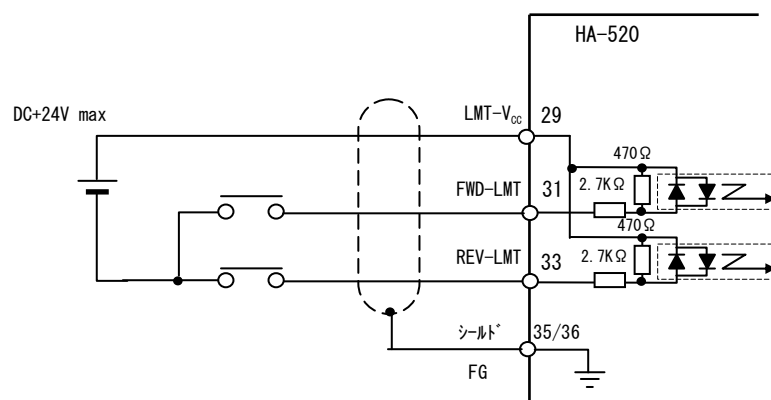 HA-520
DC+24V max
LMT-VCC 29
470Ω
2.7KΩ
FWD-LMT 31
470Ω
2.7KΩ
REV-LMT 33
ｼｰﾙﾄﾞ 35/36
FG